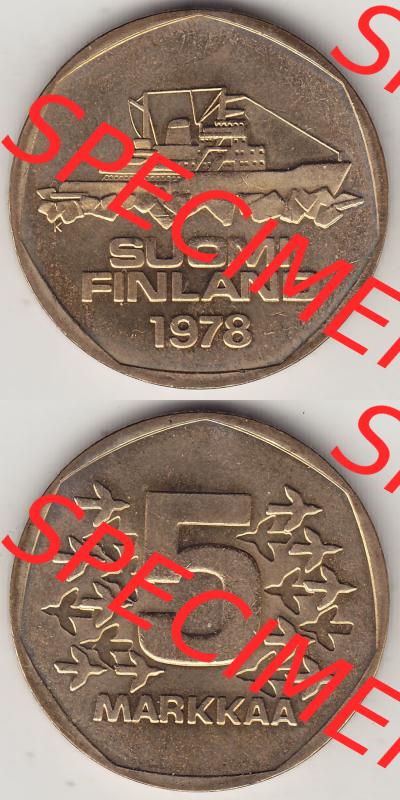 SPECIMEN
K
SUOMI
FINLAND
1978
SPECIMEN
5
MARKKAA